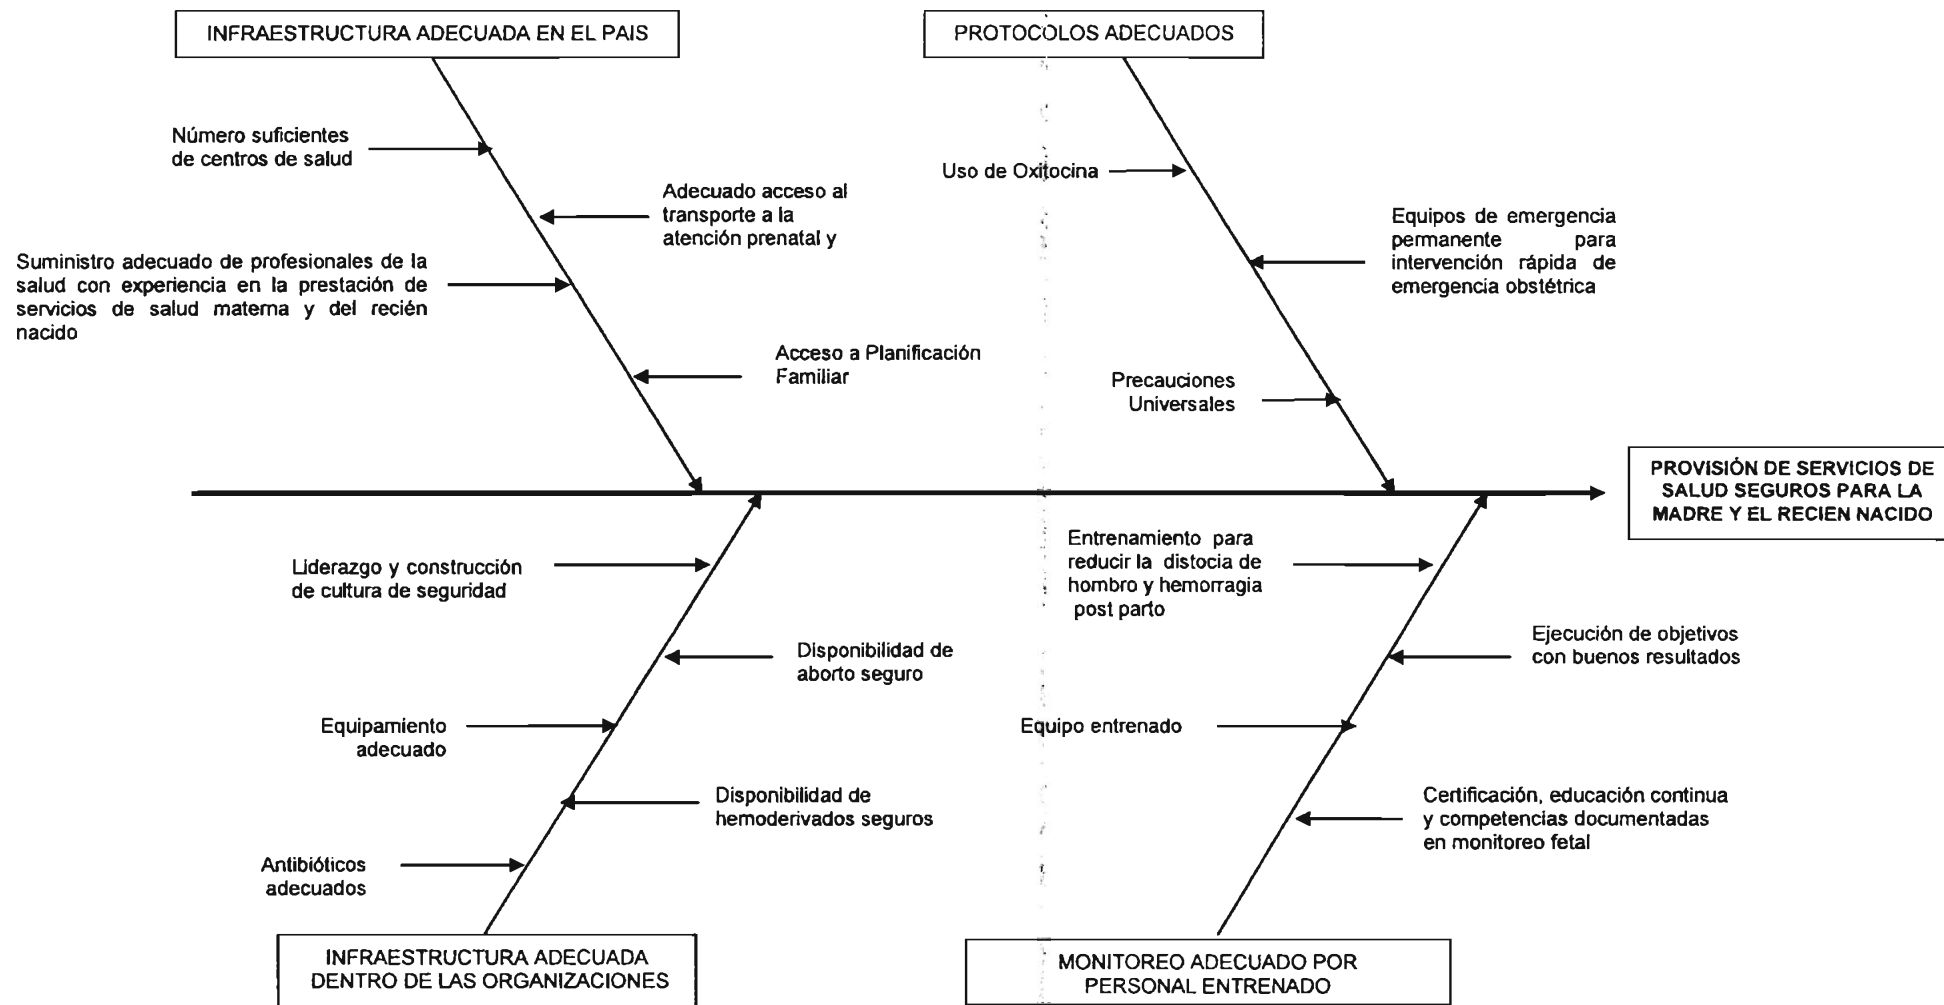 INFRAESTRUCTURA ADECUADA EN EL PAIS
PROTOCOLOS ADECUADOS
Número suficientes
de centros de salud
Adecuado acceso al
transporte a la
atención prenatal y
Suministro adecuado de profesionales de la
salud con experiencia en la prestación de
servicios de salud materna y del recién
nacido
Acceso a Planificación
Familiar
Uso de Oxitocina
Equipos de emergencia
permanente para
intervención rápida de
emergencia obstétrica
Precauciones
Universales
PROVISIÓN DE SERVICIOS DE
SALUD SEGUROS PARA LA
MADRE Y EL RECIEN NACIDO
Liderazgo y construcción
de cultura de seguridad
Disponibilidad de
aborto seguro
Equipamiento
adecuado
Disponibilidad de
hemoderivados seguros
Antibióticos
adecuados
INFRAESTRUCTURA ADECUADA
DENTRO DE LAS ORGANIZACIONES
Entrenamiento para
reducir la distocia de
hombro y hemorragia
post parto
Ejecución de objetivos
con buenos resultados
Equipo entrenado
Certificación, educación continua
y competencias documentadas
en monitoreo fetal
MONITOREO ADECUADO POR
PERSONAL ENTRENADO